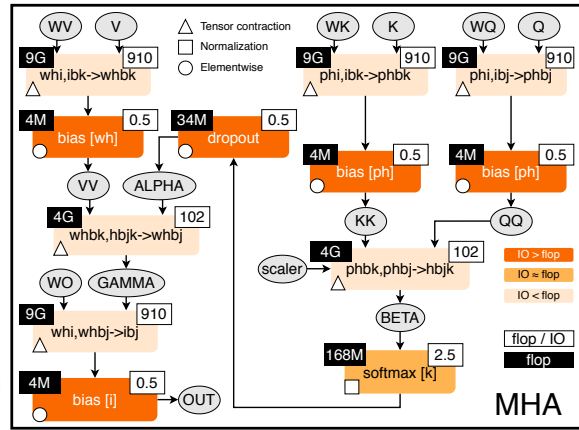 WV
V
Tensor contraction
Normalization
Elementwise
WK
K
WQ
Q
9G
910
whi,ibk->whbk
9G
910
phi,ibk->phbk
9G
910
phi,ibj->phbj
4M
0.5
bias [wh]
34M
0.5
dropout
4M
0.5
bias [ph]
4M
0.5
bias [ph]
VV
ALPHA
KK
QQ
4G
102
whbk,hbjk->whbj
scaler
4G
102
phbk,phbj->hbjk
IO > flop
IO ≈ flop
IO < flop
WO
GAMMA
BETA
9G
910
whi,whbj->ibj
flop / IO
flop
168M
2.5
softmax [k]
4M
0.5
bias [i]
OUT
MHA